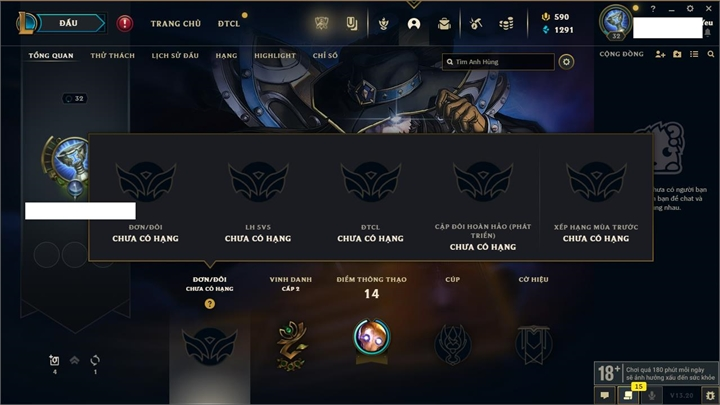 ĐẤU
TRANG CHỦ
ĐTCL
590
1291
32
TỔNG QUAN
THỬ THÁCH
LỊCH SỬ ĐẤU
HẠNG
HIGHLIGHT
CHỈ SỐ
Tìm Anh Hùng
CỘNG ĐỒNG
32
ĐƠN/ĐÔI
CHƯA CÓ HẠNG
LH 5V5
CHƯA CÓ HẠNG
ĐTCL
CHƯA CÓ HẠNG
CẶP ĐÔI HOÀN HẢO (PHÁT
TRIỂN)
CHƯA CÓ HẠNG
XẾP HẠNG MÙA TRƯỚC
CHƯA CÓ HẠNG
chưa có người bạn
bạn để chat và
ng nhau.
ĐƠN/ĐÔI
CHƯA CÓ HẠNG
?
VINH DANH
CẤP 2
ĐIỂM THÔNG THẠO
14
CÚP
CỜ HIỆU
4
1
18+
Chơi quá 180 phút mỗi ngày
sẽ ảnh hưởng xấu đến sức khỏe
15
V13.20